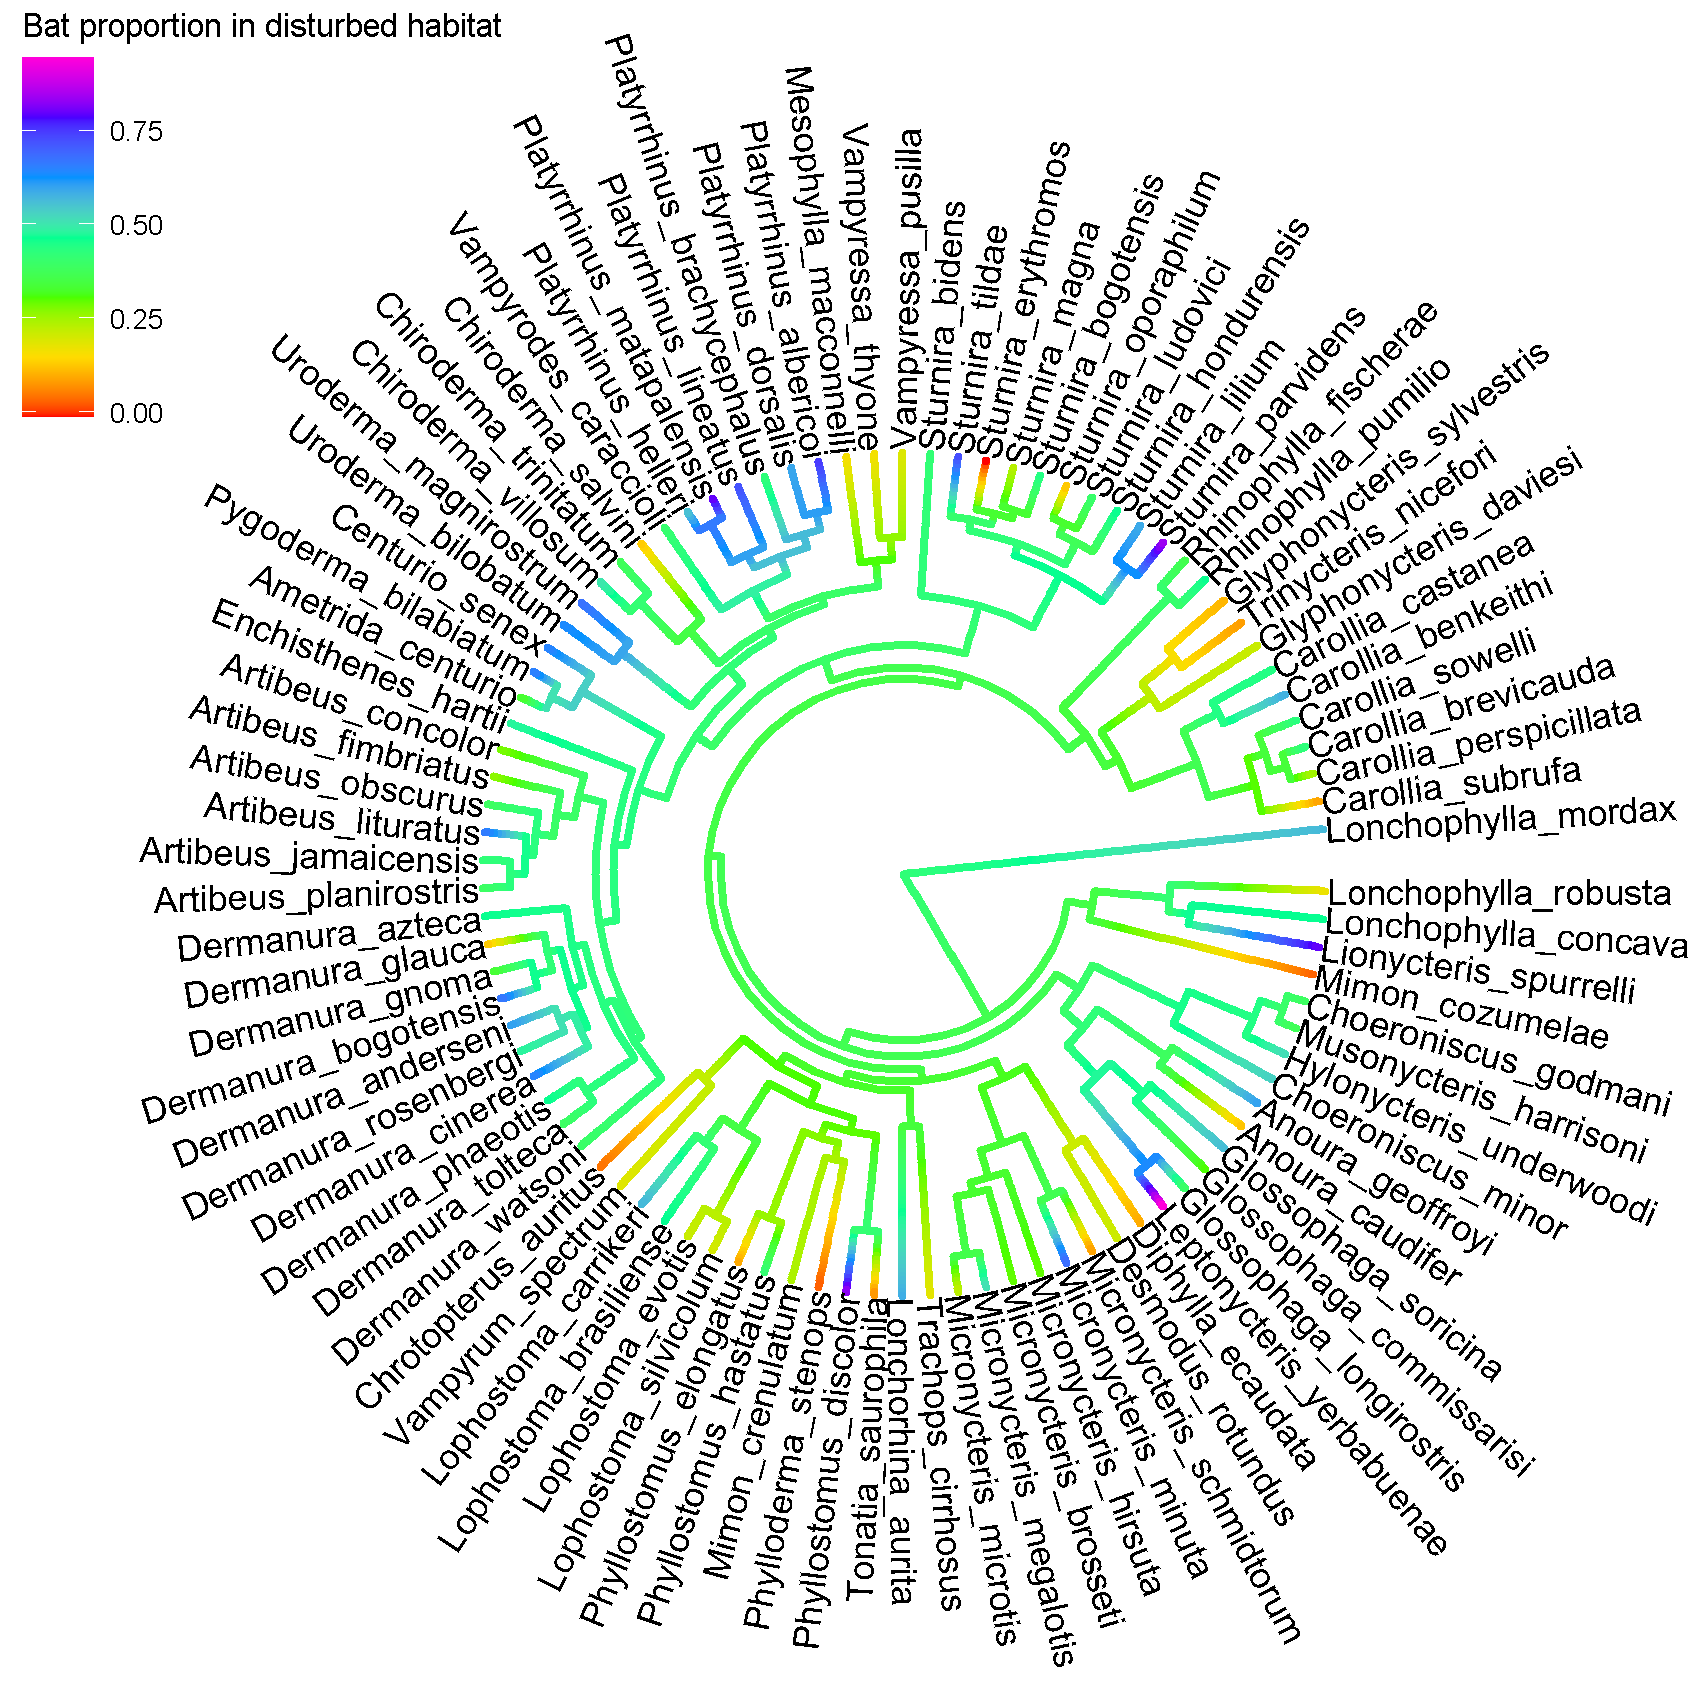 Bat proportion in disturbed habitat
0.75
0.50
0.25
0.00
Lonchophylla_mordax
Carollia_subrufa
Carollia_perspicillata
Carollia_brevicauda
Carollia_sowelli
Carollia_benkeithi
Carollia_castanea
Glyphonycteris_daviesi
Trinycteris_nicefori
Glyphonycteris_sylvestris
Rhinophylla_pumilio
Rhinophylla_fischerae
Sturnira_parvidens
Sturnira_lilium
Sturnira_hondurensis
Sturnira_ludovici
Sturnira_oporaphilum
Sturnira_bogotensis
Sturnira_magna
Sturnira_erythromos
Sturnira_tildae
Sturnira_bidens
Vampyressa_pusilla
Vampyressa_thyone
Mesophylla_macconnelli
Platyrrhinus_albericoi
Platyrrhinus_dorsalis
Platyrrhinus_brachycephalus
Platyrrhinus_lineatus
Platyrrhinus_matapalensis
Platyrrhinus_helleri
Vampyrodes_caraccioli
Chiroderma_salvini
Chiroderma_trinitatum
Chiroderma_villosum
Uroderma_magnirostrum
Uroderma_bilobatum
Centurio_senex
Pygoderma_bilabiatum
Ametrida_centurio
Enchisthenes_hartii
Artibeus_concolor
Artibeus_fimbriatus
Artibeus_obscurus
Artibeus_lituratus
Artibeus_jamaicensis
Artibeus_planirostris
Dermanura_azteca
Dermanura_glauca
Dermanura_gnoma
Dermanura_bogotensis
Dermanura_anderseni
Dermanura_rosenbergi
Dermanura_cinerea
Dermanura_phaeotis
Dermanura_tolteca
Dermanura_watsoni
Chrotopterus_auritus
Vampyrum_spectrum
Lophostoma_carrikeri
Lophostoma_brasiliense
Lophostoma_evotis
Lophostoma_silvicolum
Phyllostomus_elongatus
Phyllostomus_hastatus
Mimon_crenulatum
Phylloderma_stenops
Phyllostomus_discolor
Tonatia_saurophila
Lonchorhina_aurita
Trachops_cirrhosus
Micronycteris_microtis
Micronycteris_megalotis
Micronycteris_brosseti
Micronycteris_hirsuta
Micronycteris_minuta
Micronycteris_schmidtorum
Desmodus_rotundus
Diphylla_ecaudata
Leptonycteris_yerbabuenae
Glossophaga_longirostris
Glossophaga_commissarisi
Glossophaga_soricina
Anoura_caudifer
Anoura_geoffroyi
Choeroniscus_minor
Hylonycteris_underwoodi
Musonycteris_harrisoni
Choeroniscus_godmani
Mimon_cozumelae
Lionycteris_spurrelli
Lonchophylla_concava
Lonchophylla_robusta